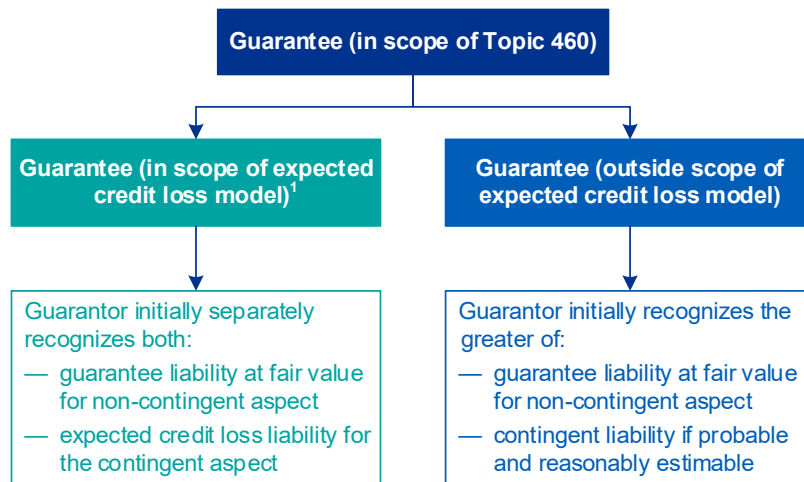 Guarantee (in scope of Topic 460)
Guarantee (in scope of expected
credit loss model)1
Guarantee (outside scope of
expected credit loss model)
Guarantor initially separately
recognizes both:
— guarantee liability at fair value
for non-contingent aspect
— expected credit loss liability for
the contingent aspect
Guarantor initially recognizes the
greater of:
— guarantee liability at fair value
for non-contingent aspect
— contingent liability if probable
and reasonably estimable